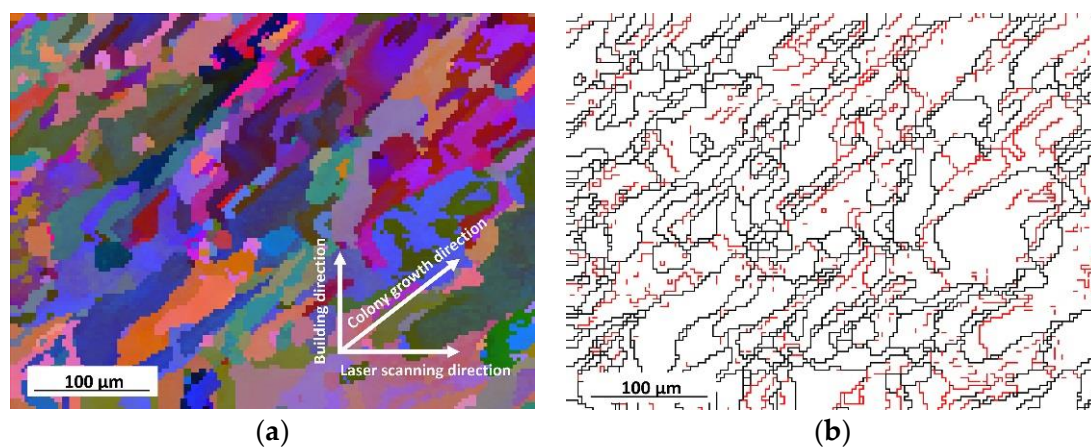 Building direction
Colony growth direction
Laser scanning direction
100 µm
100 µm
(a)
(b)